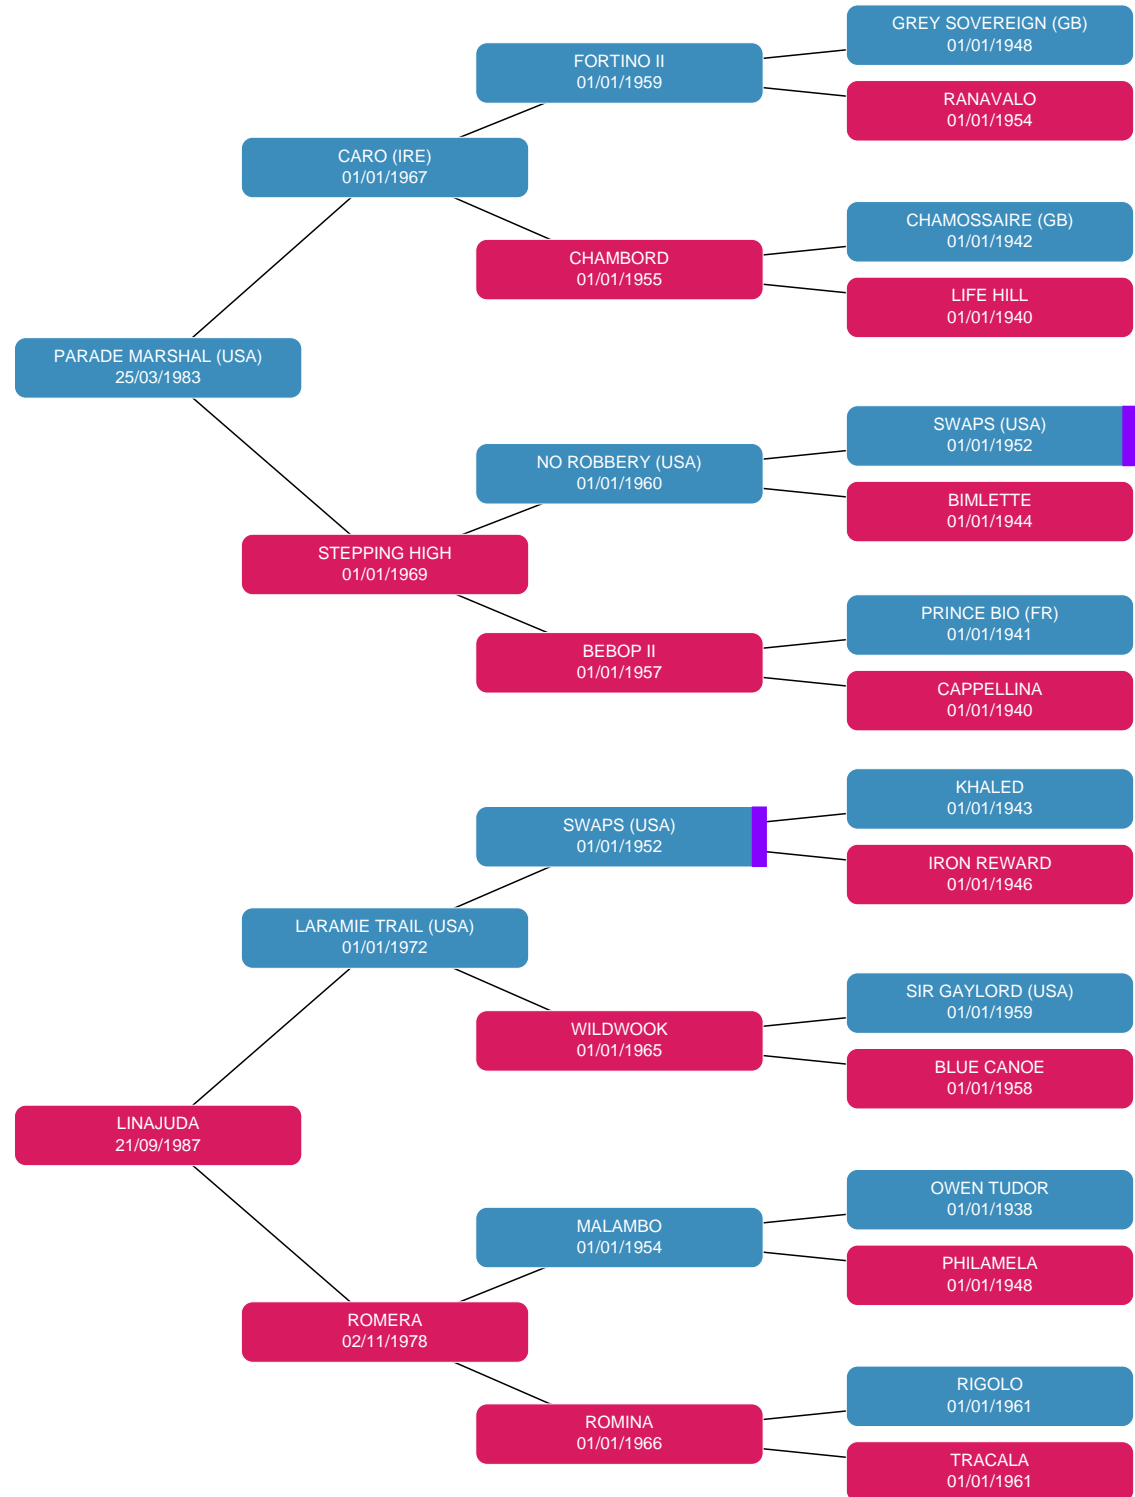 GREY SOVEREIGN (GB)
01/01/1948
FORTINO II
01/01/1959
RANAVALO
01/01/1954
CARO (IRE)
01/01/1967
CHAMOSSAIRE (GB)
01/01/1942
CHAMBORD
01/01/1955
LIFE HILL
01/01/1940
PARADE MARSHAL (USA)
25/03/1983
SWAPS (USA)
01/01/1952
NO ROBBERY (USA)
01/01/1960
BIMLETTE
01/01/1944
STEPPING HIGH
01/01/1969
PRINCE BIO (FR)
01/01/1941
BEBOP II
01/01/1957
CAPPELLINA
01/01/1940
KHALED
01/01/1943
SWAPS (USA)
01/01/1952
IRON REWARD
01/01/1946
LARAMIE TRAIL (USA)
01/01/1972
SIR GAYLORD (USA)
01/01/1959
WILDWOOK
01/01/1965
BLUE CANOE
01/01/1958
LINAJUDA
21/09/1987
OWEN TUDOR
01/01/1938
MALAMBO
01/01/1954
PHILAMELA
01/01/1948
ROMERA
02/11/1978
RIGOLO
01/01/1961
ROMINA
01/01/1966
TRACALA
01/01/1961